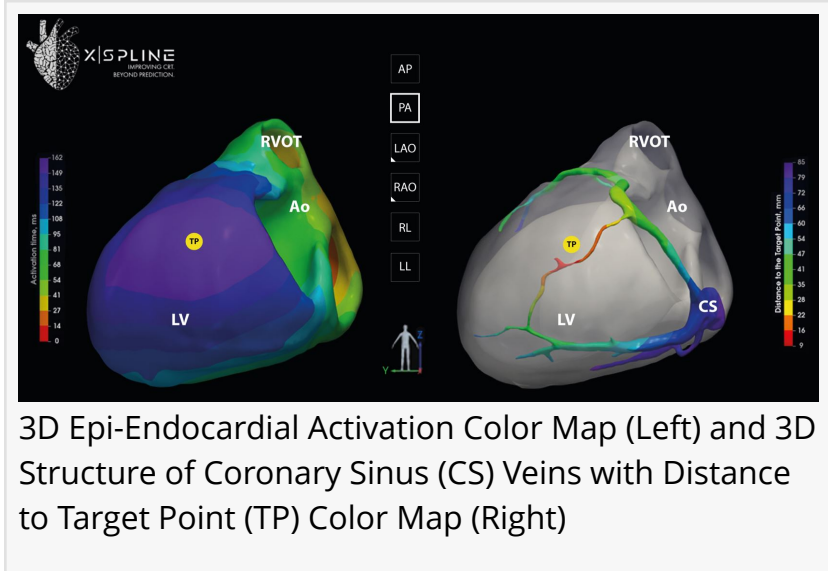 X|SPLINE
IMPROVING CRT.
BEYOND PREDICTION.
AP
PA
LAO
RAO
RL
LL
162
149
135
122
108
95
81
68
54
41
27
14
0
Activation time, ms
RVOT
Ao
TP
LV
Z
Y
RVOT
Ao
TP
LV
CS
85
79
72
66
60
54
47
41
35
28
22
16
9
Distance to the Target Point, mm
3D Epi-Endocardial Activation Color Map (Left) and 3D
Structure of Coronary Sinus (CS) Veins with Distance
to Target Point (TP) Color Map (Right)